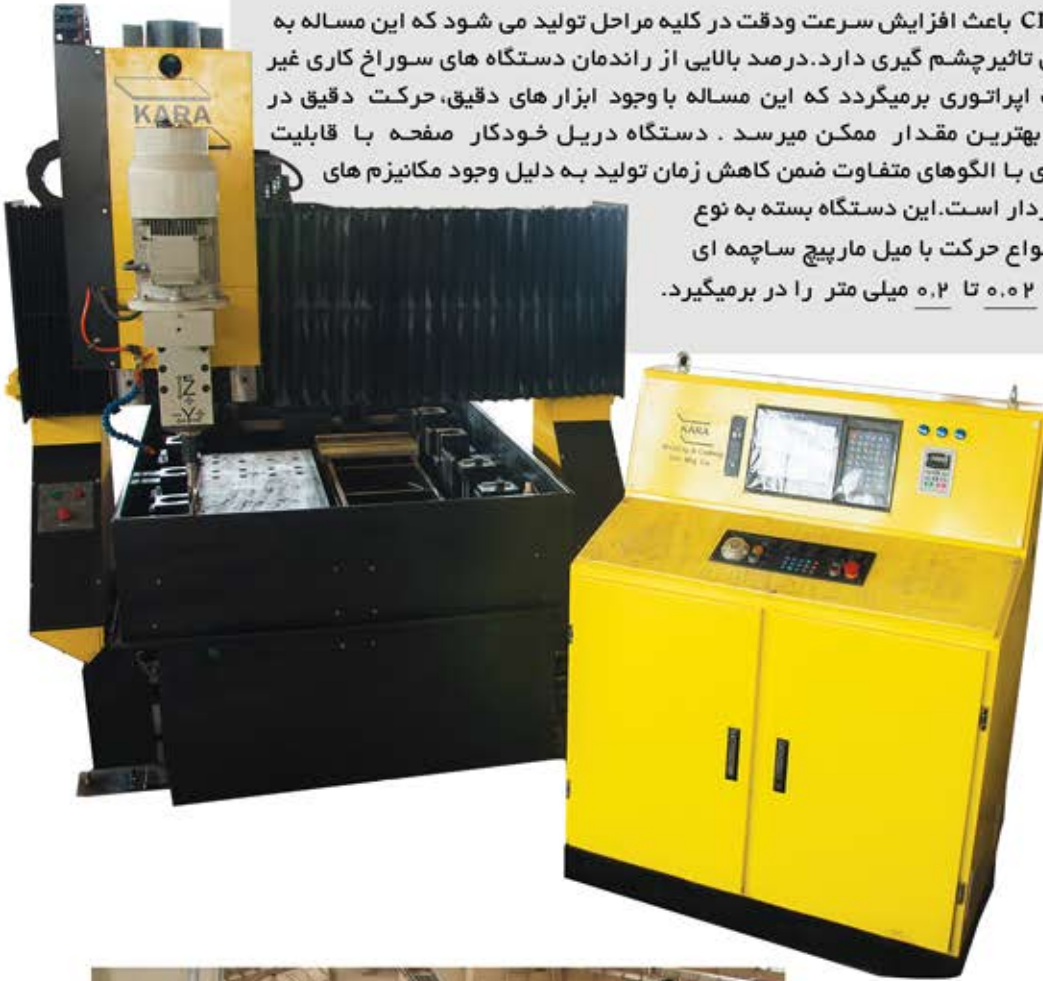 باعث افزایش سرعت ودقت در کلیه مراحل تولید می شود که این مساله به
تاثیرچشم گیری دارد.درصد بالایی از راندمان دستگاه های سوراخ کاری غیر
اپراتوری برمیگردد که این مساله با وجود ابزار های دقیق،حرکت دقیق در
بهترین مقدار ممکن میرسد . دستگاه دریل خودکار صفحه با قابلیت
با الگوهای متفاوت ضمن کاهش زمان تولید به دلیل وجود مکانیزم های
است.این دستگاه بسته به نوع
حرکت با میل مارپیچ ساچمه ای
۰.۰۲ تا ۰,۲ میلی متر را در برمیگیرد.
KARA
Z
Y
KARA
Welding & Cutting